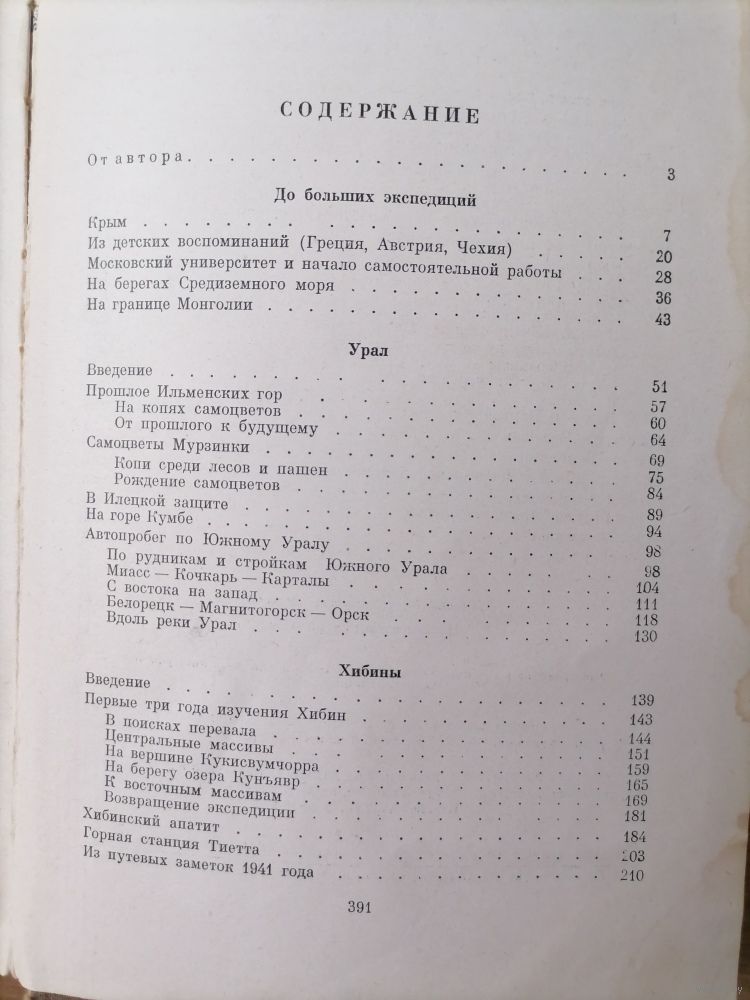 СОДЕРЖАНИЕ
От автора. . . . . . . . . . . . . . . . . . . . . 3
До больших экспедиций
Крым . . . . . . . . . . . . . . . . . . . . . 7
Из детских воспоминаний (Греция, Австрия, Чехия) . . . . . 20
Московский университет и начало самостоятельной работы . . . 28
На берегах Средиземного моря . . . . . . . . . . . . . 36
На границе Монголии . . . . . . . . . . . . . . . . . 43
Урал
Введение . . . . . . . . . . . . . . . . . . . . . 51
Прошлое Ильменских гор . . . . . . . . . . . . . . . 57
На копях самоцветов . . . . . . . . . . . . . . . 60
От прошлого к будущему . . . . . . . . . . . . . . 64
Самоцветы Мурзинки . . . . . . . . . . . . . . . . . 69
Копи среди лесов и пашен . . . . . . . . . . . . . 75
Рождение самоцветов . . . . . . . . . . . . . . . 84
В Илецкой защите . . . . . . . . . . . . . . . . . . 89
На горе Кумбе . . . . . . . . . . . . . . . . . . . 94
Автопробег по Южному Уралу . . . . . . . . . . . . . 98
По рудникам и стройкам Южного Урала . . . . . . . 98
Миасс — Кочкарь — Карталы . . . . . . . . . . . . 104
С востока на запад . . . . . . . . . . . . . . . . 111
Белорецк — Магнитогорск — Орск . . . . . . . . . . 118
Вдоль реки Урал . . . . . . . . . . . . . . . . . 130
Хибины
Введение . . . . . . . . . . . . . . . . . . . . . 139
Первые три года изучения Хибин . . . . . . . . . . . 143
В поисках перевала . . . . . . . . . . . . . . . . 144
Центральные массивы . . . . . . . . . . . . . . . 151
На вершине Кукисвумчорра . . . . . . . . . . . . . 159
На берегу озера Кунъявр . . . . . . . . . . . . . 165
К восточным массивам . . . . . . . . . . . . . . . 169
Возвращение экспедиции . . . . . . . . . . . . . . 181
Хибинский апатит . . . . . . . . . . . . . . . . . . 184
Горная станция Тиетта . . . . . . . . . . . . . . . . 203
Из путевых заметок 1941 года . . . . . . . . . . . . 210
391